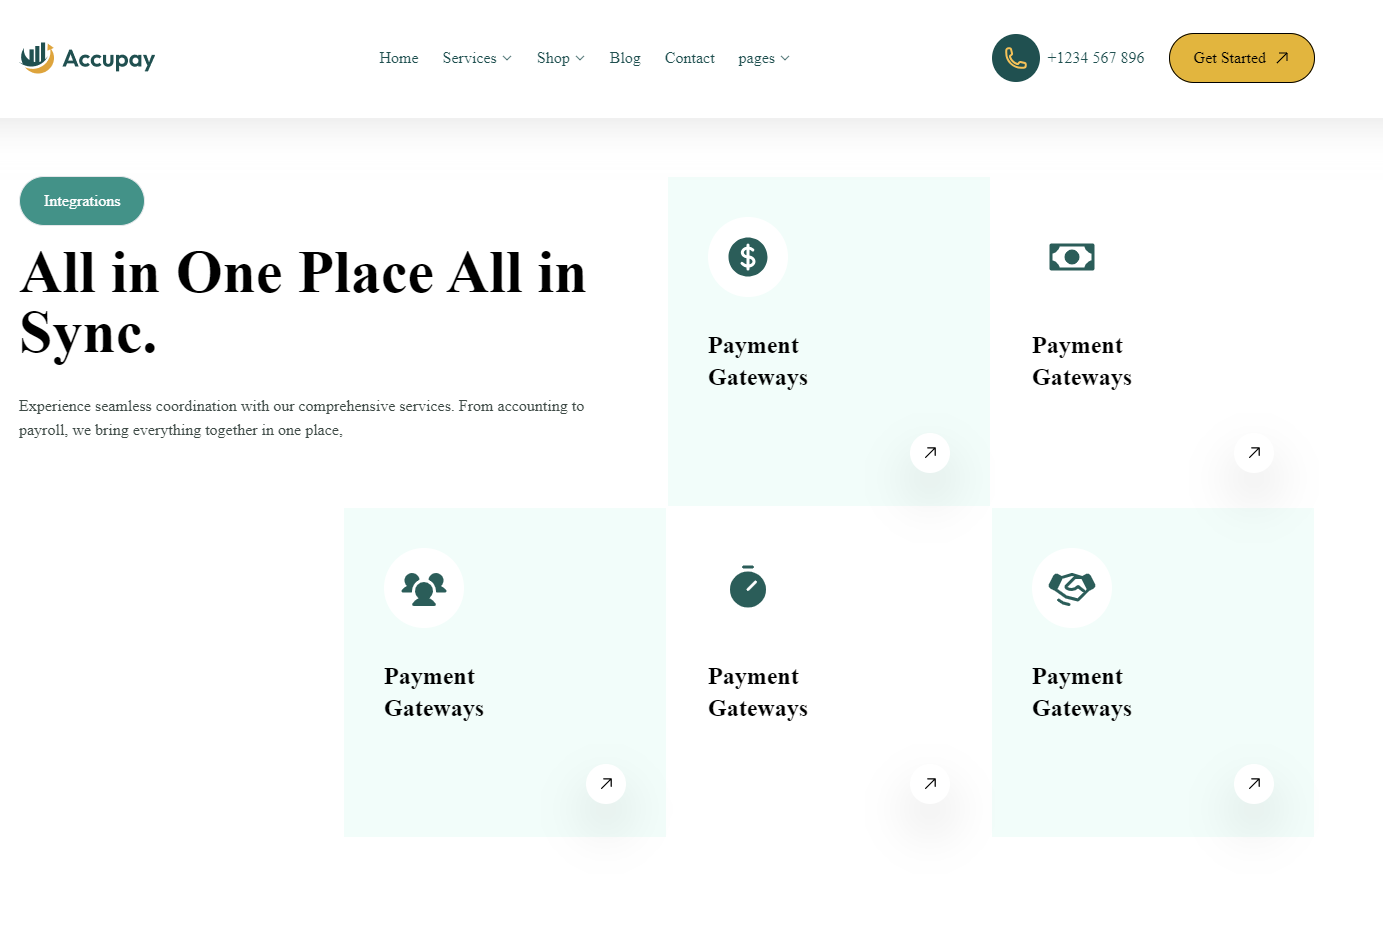 Accupay
Home Services Shop Blog Contact pages
+1234 567 896
Get Started
Integrations
All in One Place All in
Sync.
Experience seamless coordination with our comprehensive services. From accounting to
payroll, we bring everything together in one place,
Payment
Gateways
Payment
Gateways
Payment
Gateways
Payment
Gateways
Payment
Gateways